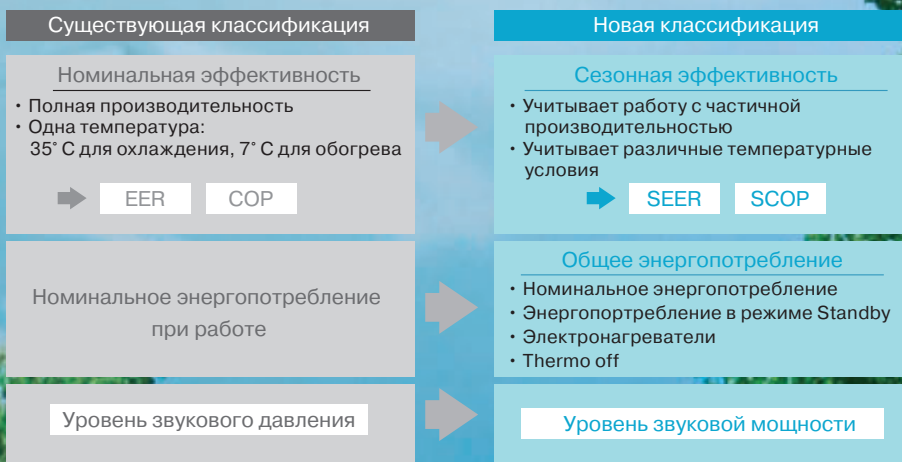 Существующая классификация
Новая классификация
Номинальная эффективность
· Полная производительность
· Одна температура:
35° С для охлаждения, 7° С для обогрева
EER COP
Сезонная эффективность
· Учитывает работу с частичной
производительностью
· Учитывает различные температурные
условия
SEER SCOP
Номинальное энергопотребление
при работе
Общее энергопотребление
· Номинальное энергопотребление
· Энергопортребление в режиме Standby
· Электронагреватели
· Thermo off
Уровень звукового давления
Уровень звуковой мощности